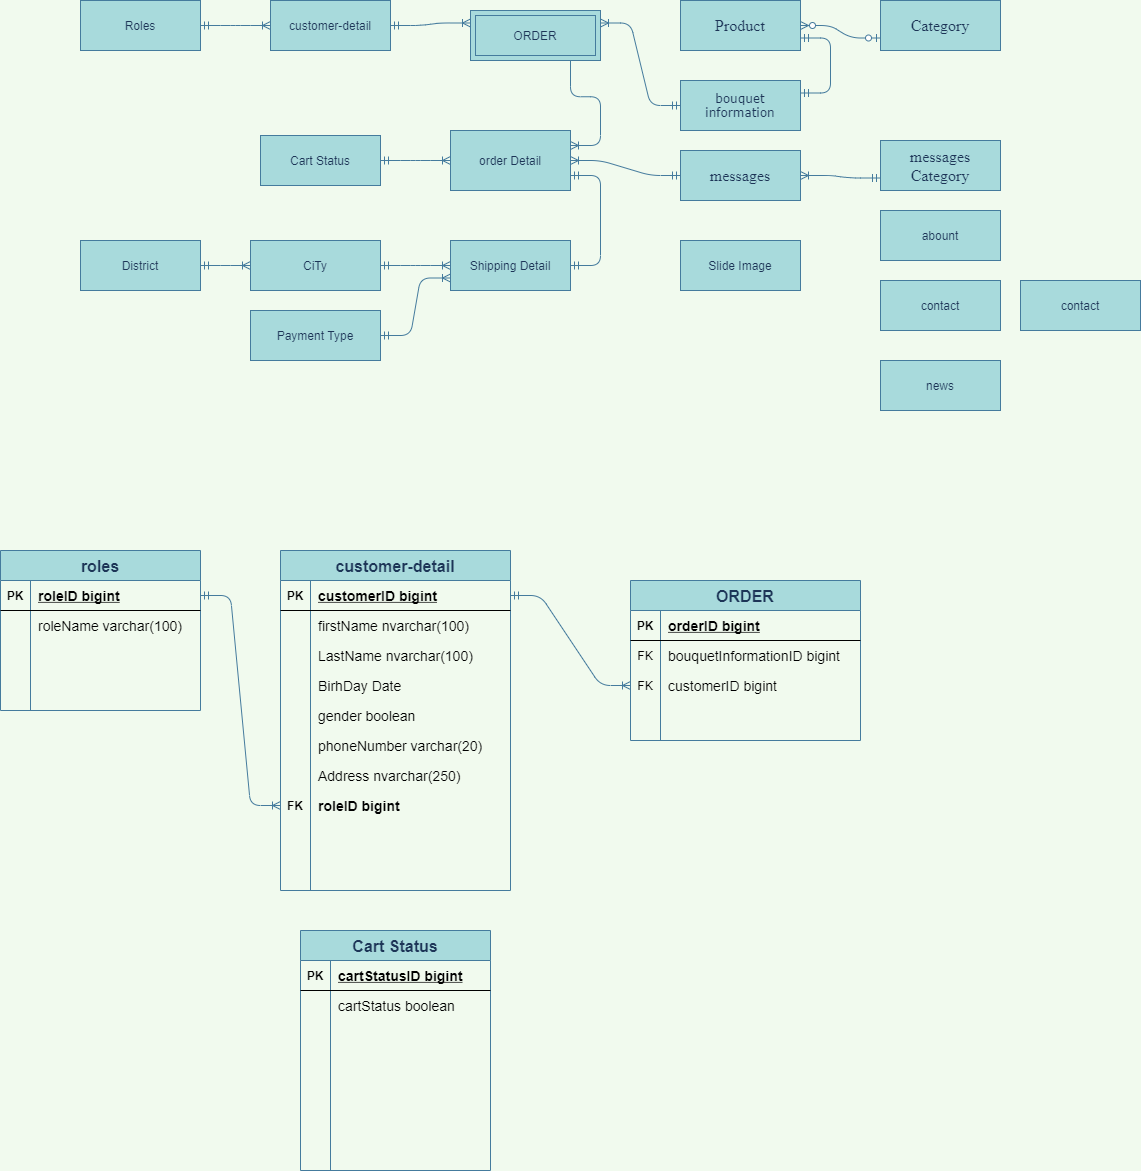 Roles
customer-detail
ORDER
Product
Category
bouquet
information
Cart Status
order Detail
messages
messages
Category
abount
District
CiTy
Shipping Detail
Slide Image
contact
contact
Payment Type
news
roles
PK roleID bigint
roleName varchar(100)
customer-detail
PK customerID bigint
firstName nvarchar(100)
LastName nvarchar(100)
BirhDay Date
gender boolean
phoneNumber varchar(20)
Address nvarchar(250)
FK roleID bigint
ORDER
PK orderID bigint
FK bouquetInformationID bigint
FK customerID bigint
Cart Status
PK cartStatusID bigint
cartStatus boolean